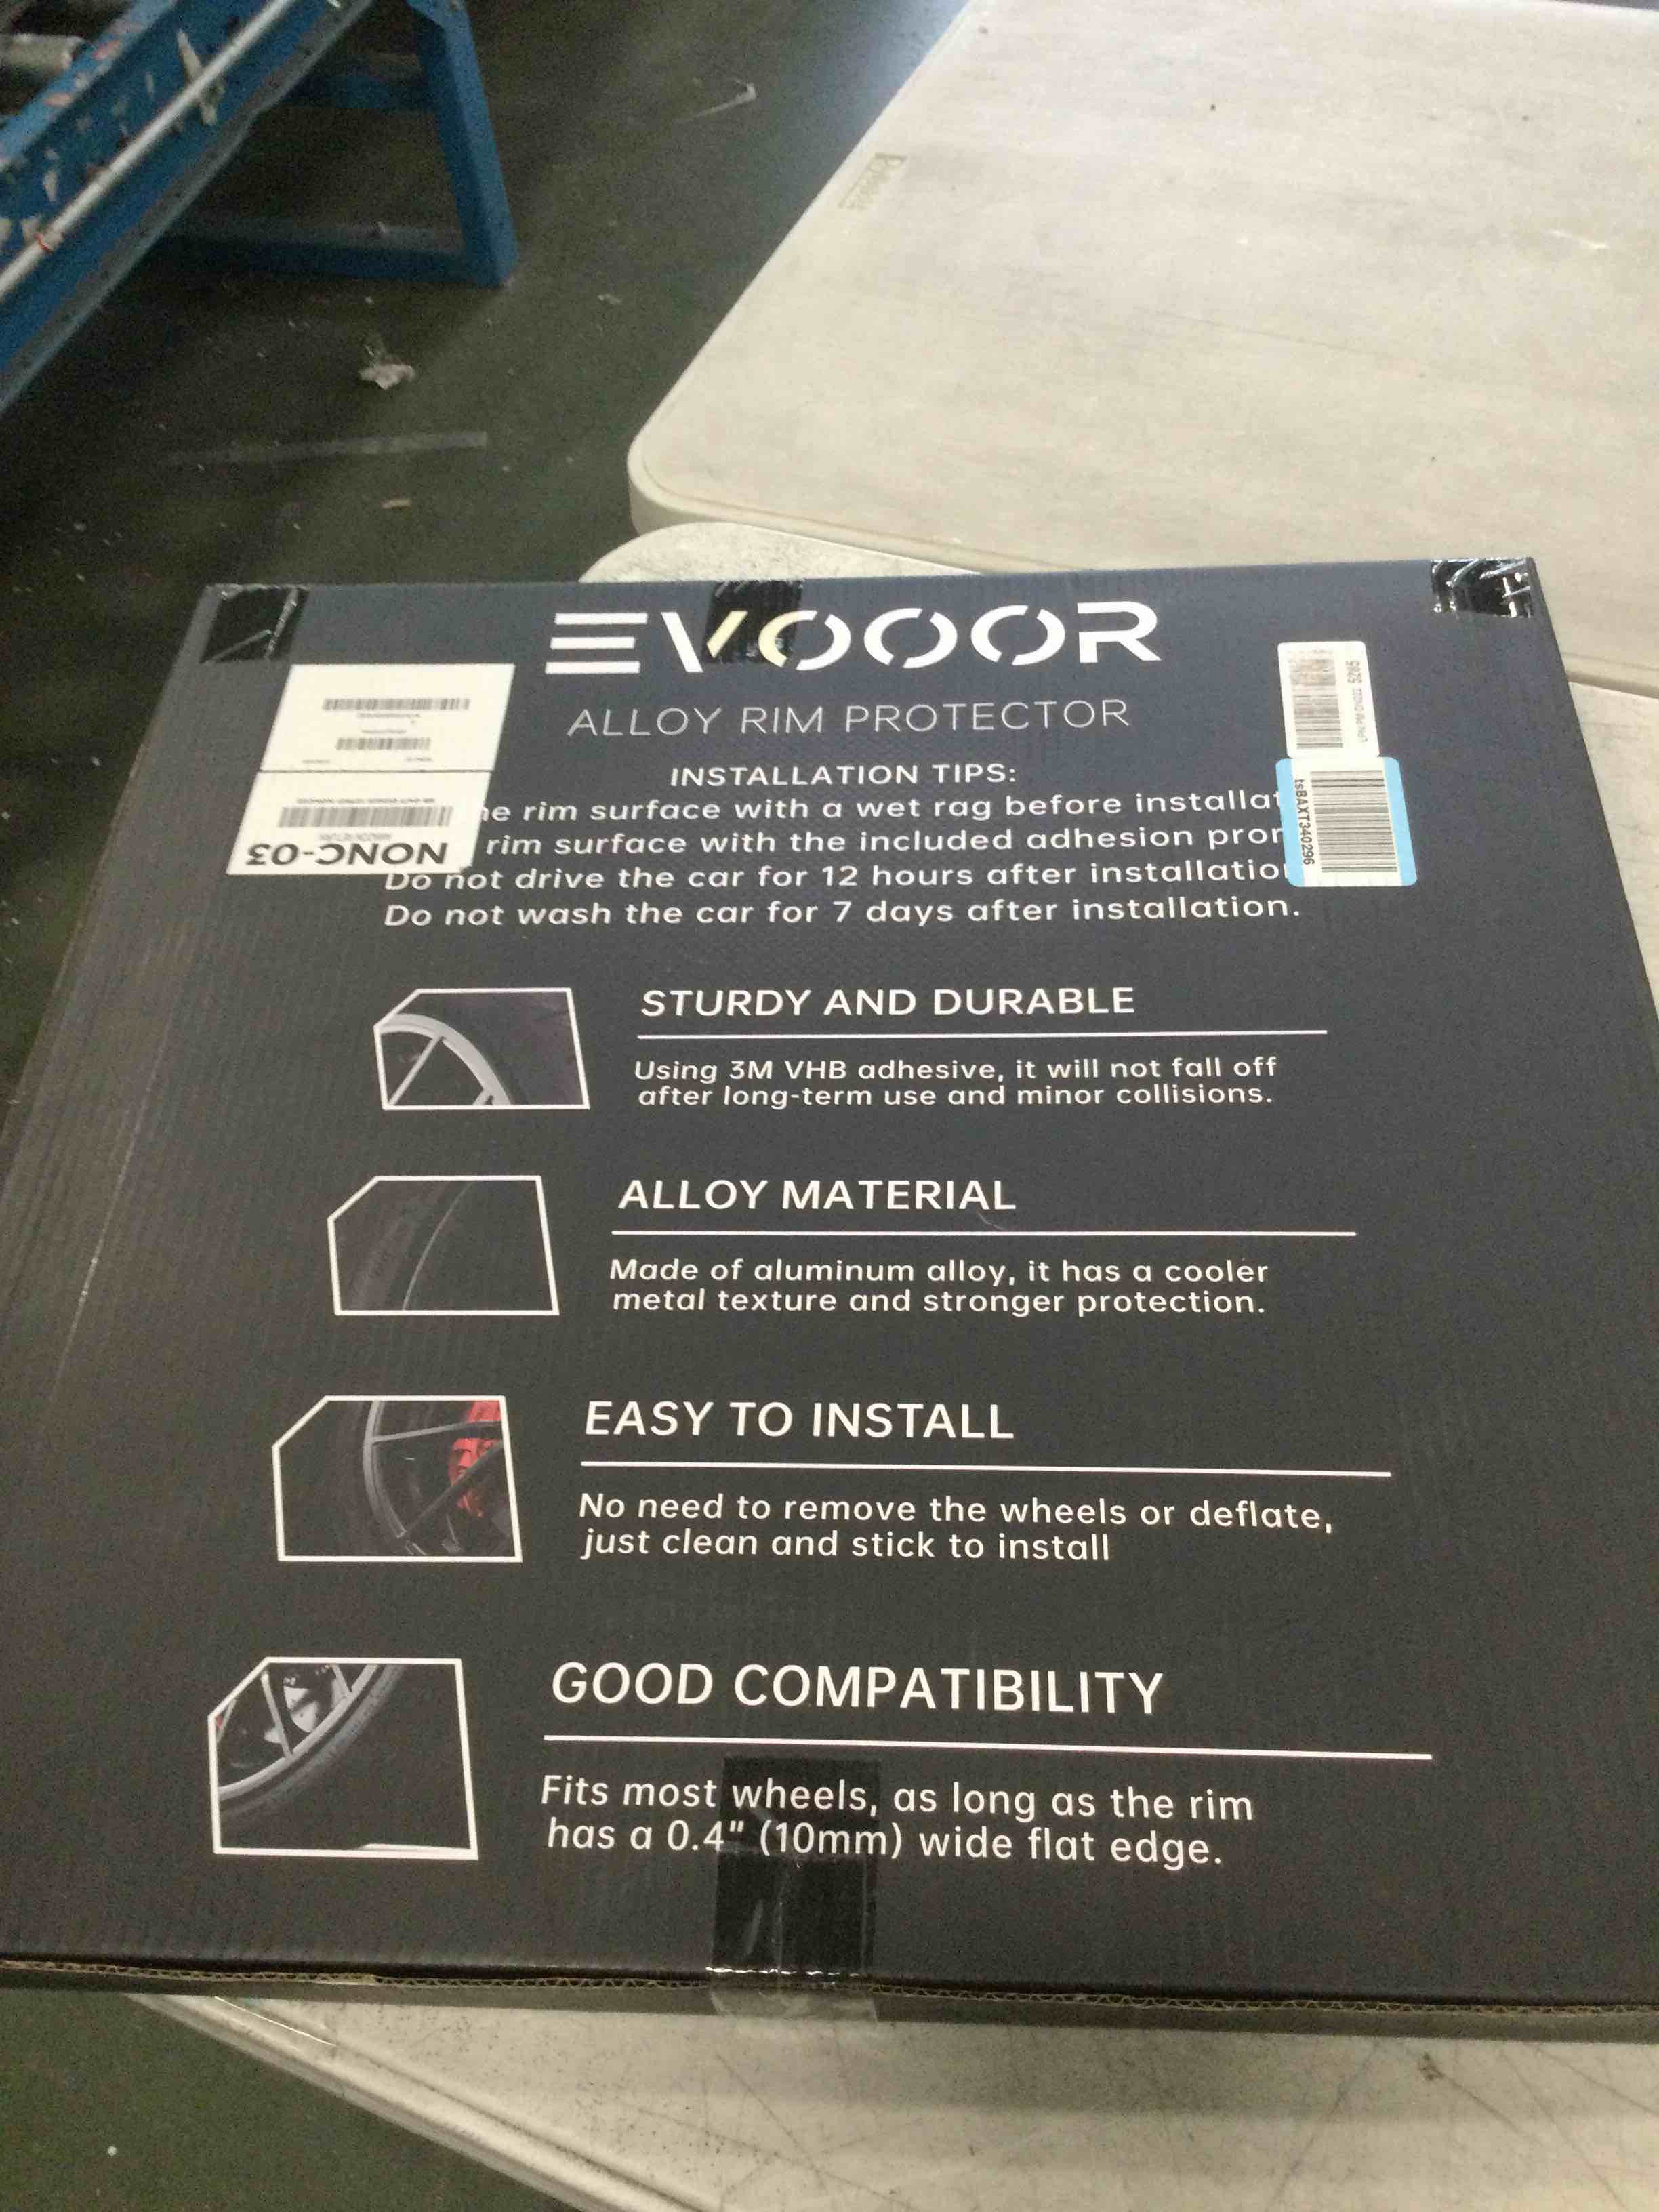 EVOOOR
ALLOY RIM PROTECTOR
INSTALLATION TIPS:
rim surface with a wet rag before
rim surface with the included adhesion
Do not drive the car for 12 hours after
Do not wash the car for 7 days after installation.
NONC-03
AMAZON RETURN
5265
tsBAXT340296
STURDY AND DURABLE
Using 3M VHB adhesive, it will not fall off
after long-term use and minor collisions.
ALLOY MATERIAL
Made of aluminum alloy, it has a cooler
metal texture and stronger protection.
EASY TO INSTALL
No need to remove the wheels or deflate,
just clean and stick to install
GOOD COMPATIBILITY
Fits most wheels, as long as the rim
has a 0.4" (10mm) wide flat edge.